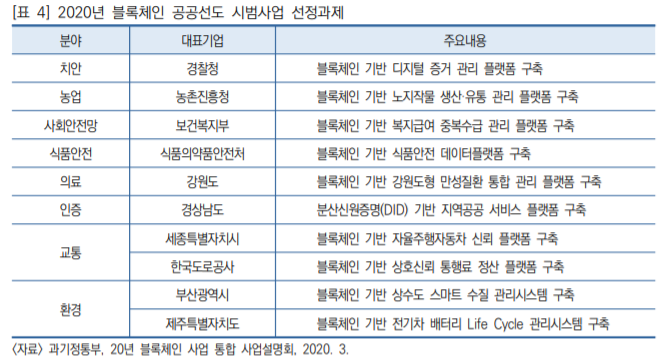 [표 4] 2020년 블록체인 공공선도 시범사업 선정과제
분야 대표기업 주요내용
치안 경찰청 블록체인 기반 디지털 증거 관리 플랫폼 구축
농업 농촌진흥청 블록체인 기반 노지작물 생산·유통 관리 플랫폼 구축
사회안전망 보건복지부 블록체인 기반 복지급여 중복수급 관리 플랫폼 구축
식품안전 식품의약품안전처 블록체인 기반 식품안전 데이터플랫폼 구축
의료 강원도 블록체인 기반 강원도형 만성질환 통합 관리 플랫폼 구축
인증 경상남도 분산신원증명(DID) 기반 지역공공 서비스 플랫폼 구축
교통 세종특별자치시 블록체인 기반 자율주행자동차 신뢰 플랫폼 구축
한국도로공사 블록체인 기반 상호신뢰 통행료 정산 플랫폼 구축
환경 부산광역시 블록체인 기반 상수도 스마트 수질 관리시스템 구축
제주특별자치도 블록체인 기반 전기차 배터리 Life Cycle 관리시스템 구축
<자료> 과기정통부, 20년 블록체인 사업 통합 사업설명회, 2020. 3.